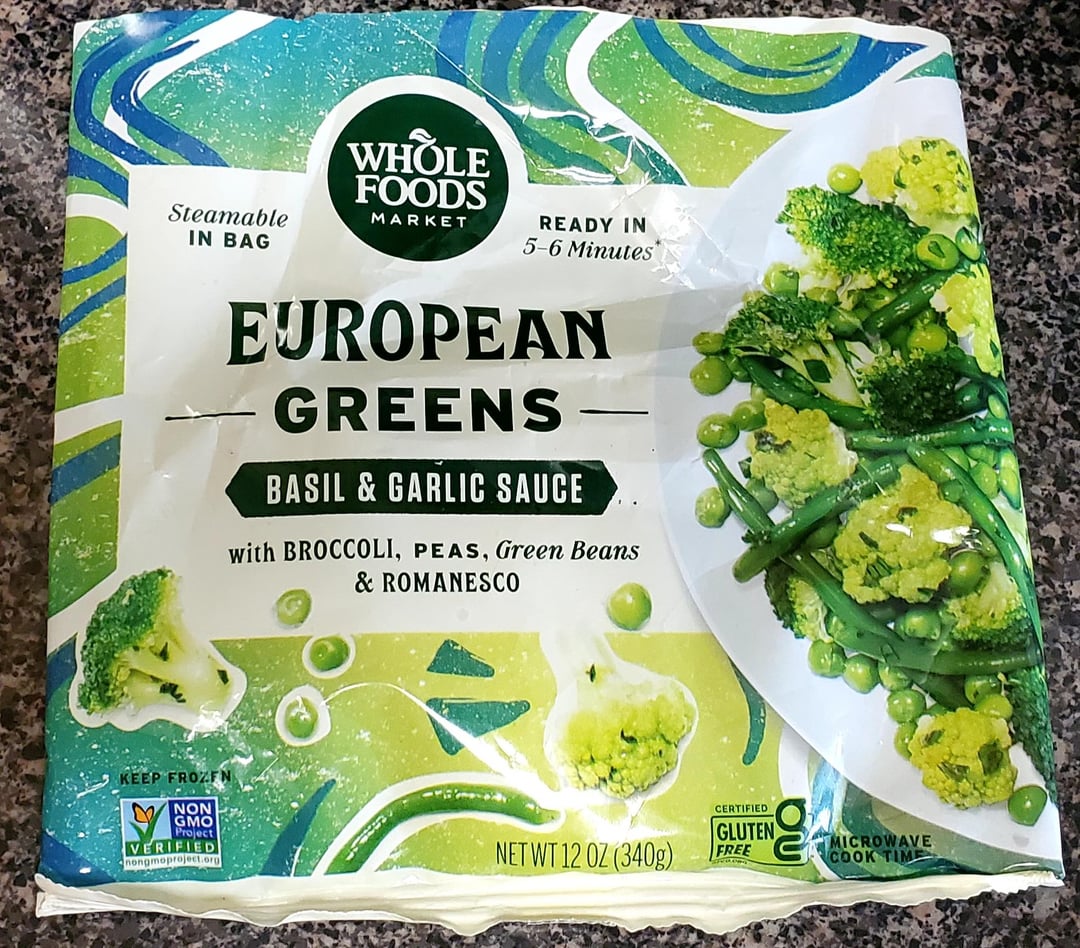 WHOLE
FOODS
MARKET
Steamable
IN BAG
READY IN
5-6 Minutes*
EUROPEAN
GREENS
BASIL & GARLIC SAUCE
with BROCCOLI, PEAS, Green Beans
& ROMANESCO
KEEP FROZEN
NON
GMO
Project
VERIFIED
nongmoproject.org
NET WT 12 OZ (340g)
CERTIFIED
GLUTEN
FREE
MICROWAVE
COOK TIME